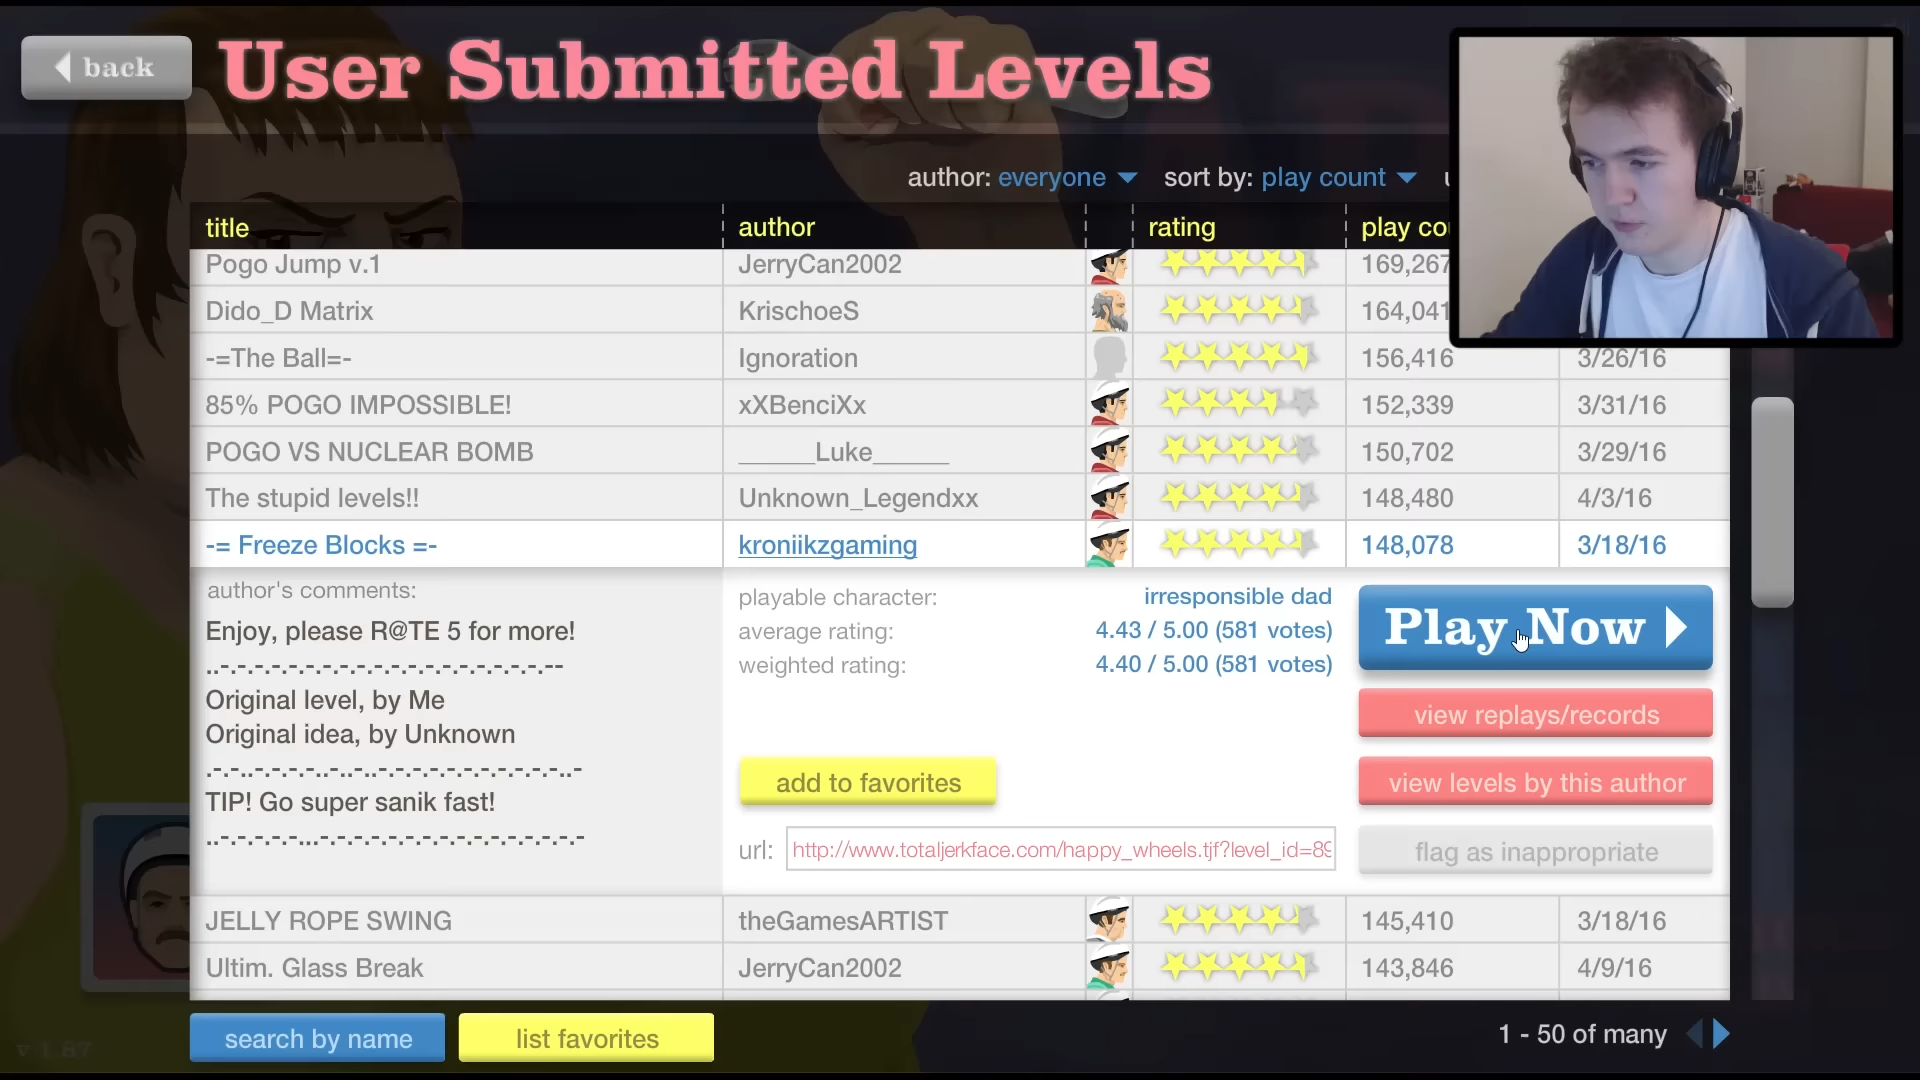 back
User Submitted Levels
author: everyone sort by: play count
title author rating play cou
Pogo Jump v.1 JerryCan2002 169,267
Dido_D Matrix KrischoeS 164,041
-=The Ball=- Ignoration 156,416 3/26/16
85% POGO IMPOSSIBLE! xXBenciXx 152,339 3/31/16
POGO VS NUCLEAR BOMB ______Luke______ 150,702 3/29/16
The stupid levels!! Unknown_Legendxx 148,480 4/3/16
-= Freeze Blocks =- kroniikzgaming 148,078 3/18/16
author's comments:
Enjoy, please R@TE 5 for more!
..-.-.-.-.-.-.-.-.-.-.-.-.-.-.-.-.-.--
Original level, by Me
Original idea, by Unknown
.-.-..-.-.-.-..-..-..-.-.-.-.-.-.-.-.-.-..-
TIP! Go super sanik fast!
..-.-.-.-.-...-.-.-.-.-.-.-.-.-.-.-.-.-.-
playable character: irresponsible dad
average rating: 4.43 / 5.00 (581 votes)
weighted rating: 4.40 / 5.00 (581 votes)
add to favorites
url: http://www.totaljerkface.com/happy_wheels.tjf?level_id=89
Play Now
view replays/records
view levels by this author
flag as inappropriate
JELLY ROPE SWING theGamesARTIST 145,410 3/18/16
Ultim. Glass Break JerryCan2002 143,846 4/9/16
search by name list favorites
1 - 50 of many
v 1.87